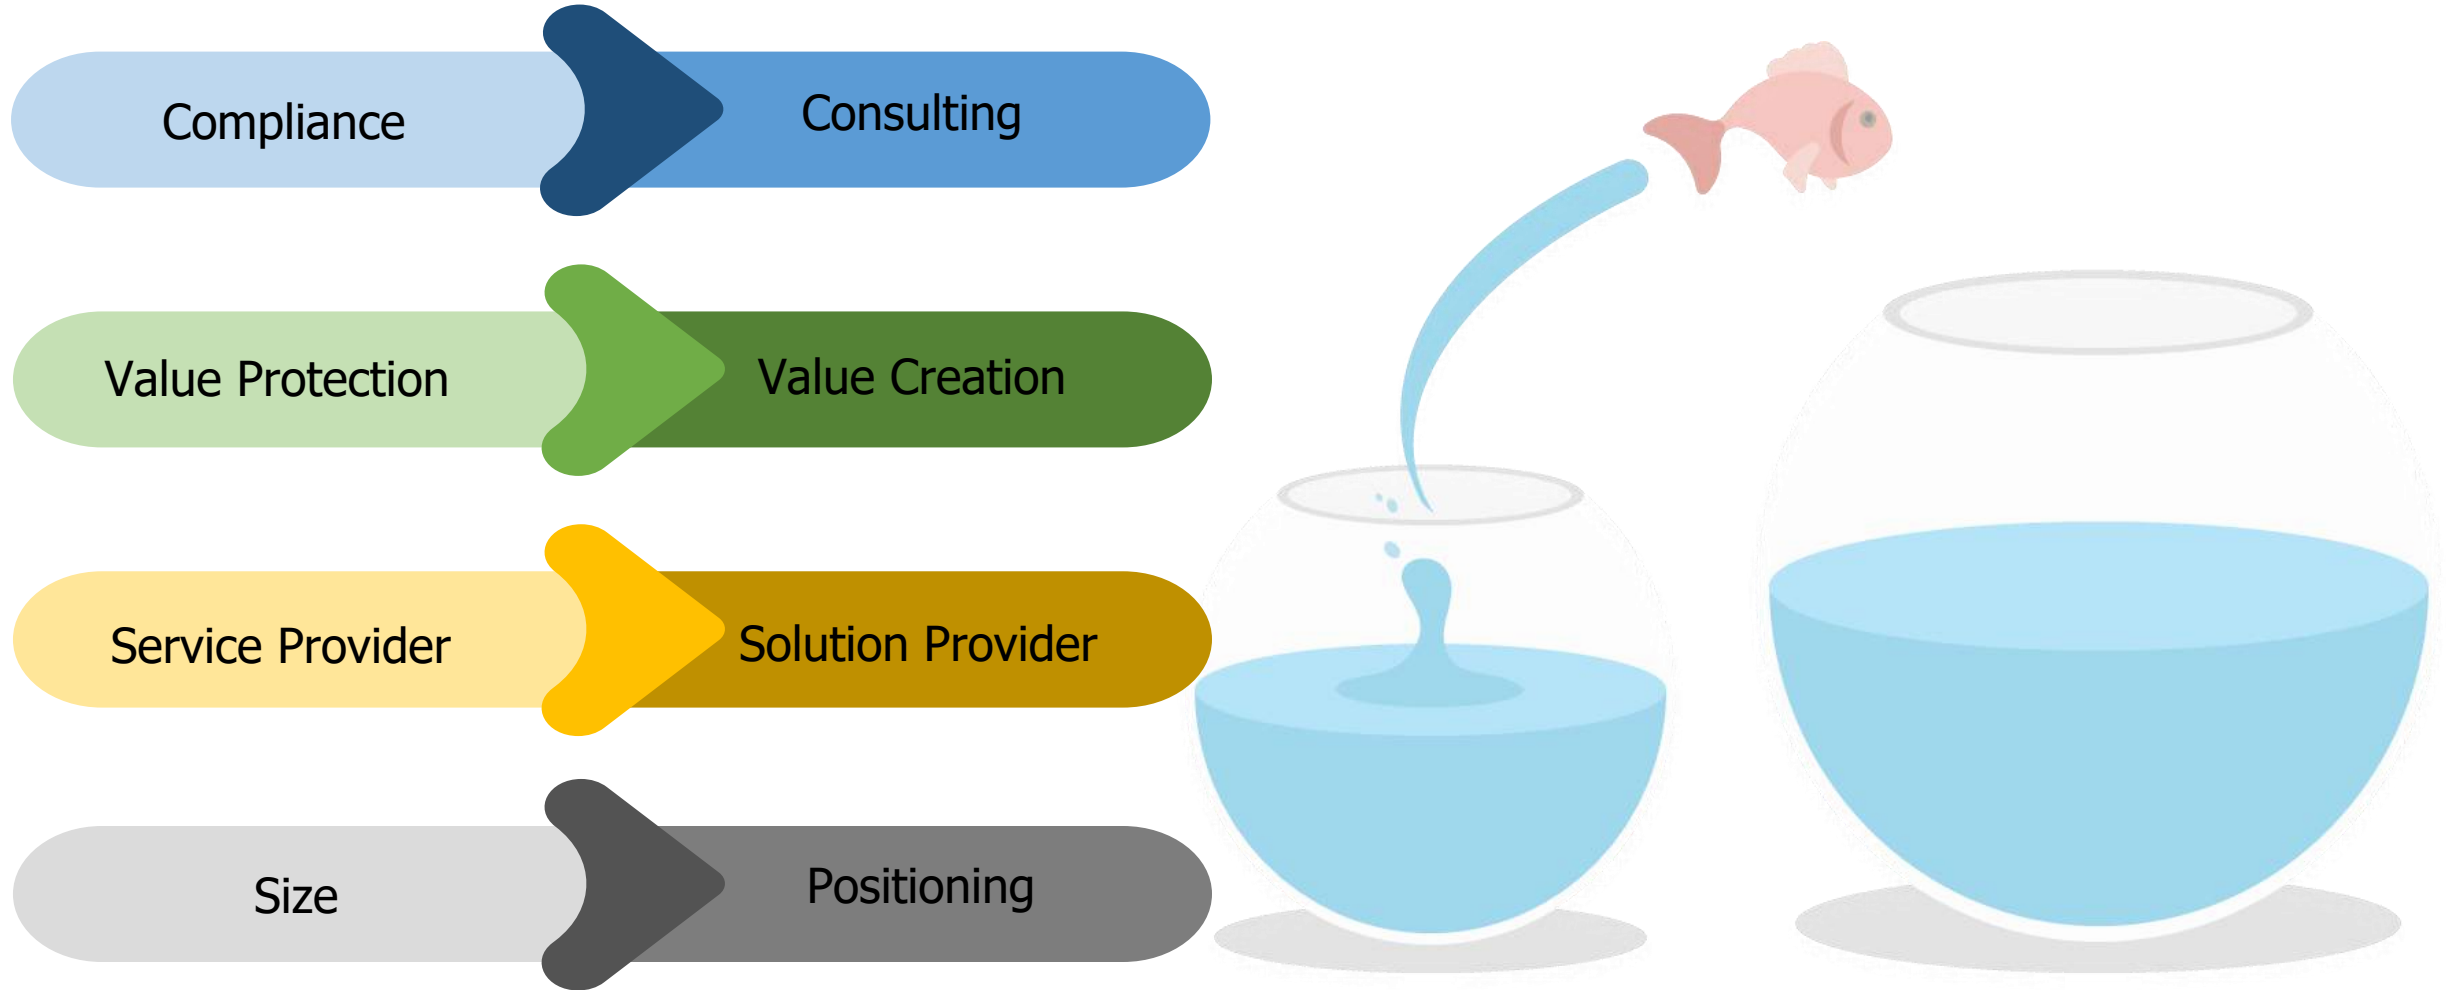 Compliance
Consulting
Value Protection
Value Creation
Service Provider
Solution Provider
Size
Positioning